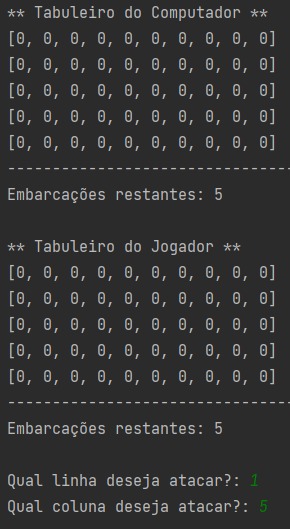 ** Tabuleiro do Computador **
[0, 0, 0, 0, 0, 0, 0, 0, 0, 0]
[0, 0, 0, 0, 0, 0, 0, 0, 0, 0]
[0, 0, 0, 0, 0, 0, 0, 0, 0, 0]
[0, 0, 0, 0, 0, 0, 0, 0, 0, 0]
[0, 0, 0, 0, 0, 0, 0, 0, 0, 0]
--------------------------------
Embarcações restantes: 5
** Tabuleiro do Jogador **
[0, 0, 0, 0, 0, 0, 0, 0, 0, 0]
[0, 0, 0, 0, 0, 0, 0, 0, 0, 0]
[0, 0, 0, 0, 0, 0, 0, 0, 0, 0]
[0, 0, 0, 0, 0, 0, 0, 0, 0, 0]
[0, 0, 0, 0, 0, 0, 0, 0, 0, 0]
--------------------------------
Embarcações restantes: 5
Qual linha deseja atacar?: 1
Qual coluna deseja atacar?: 5